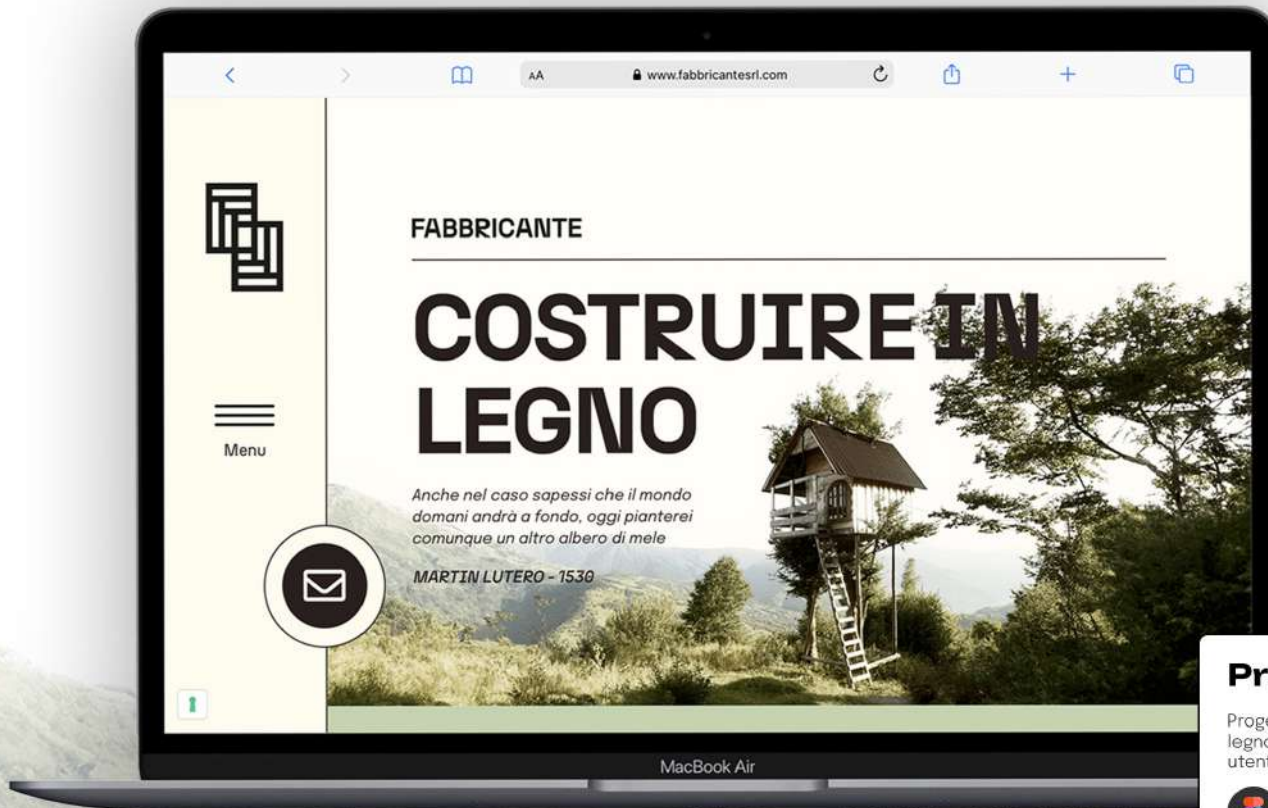 AA
www.fabbricantesrl.com
FABBRICANTE
COSTRUIRE IN
LEGNO
Menu
Anche nel caso sapessi che il mondo
domani andrà a fondo, oggi pianterei
comunque un altro albero di mele
MARTIN LUTERO - 1530
MacBook Air